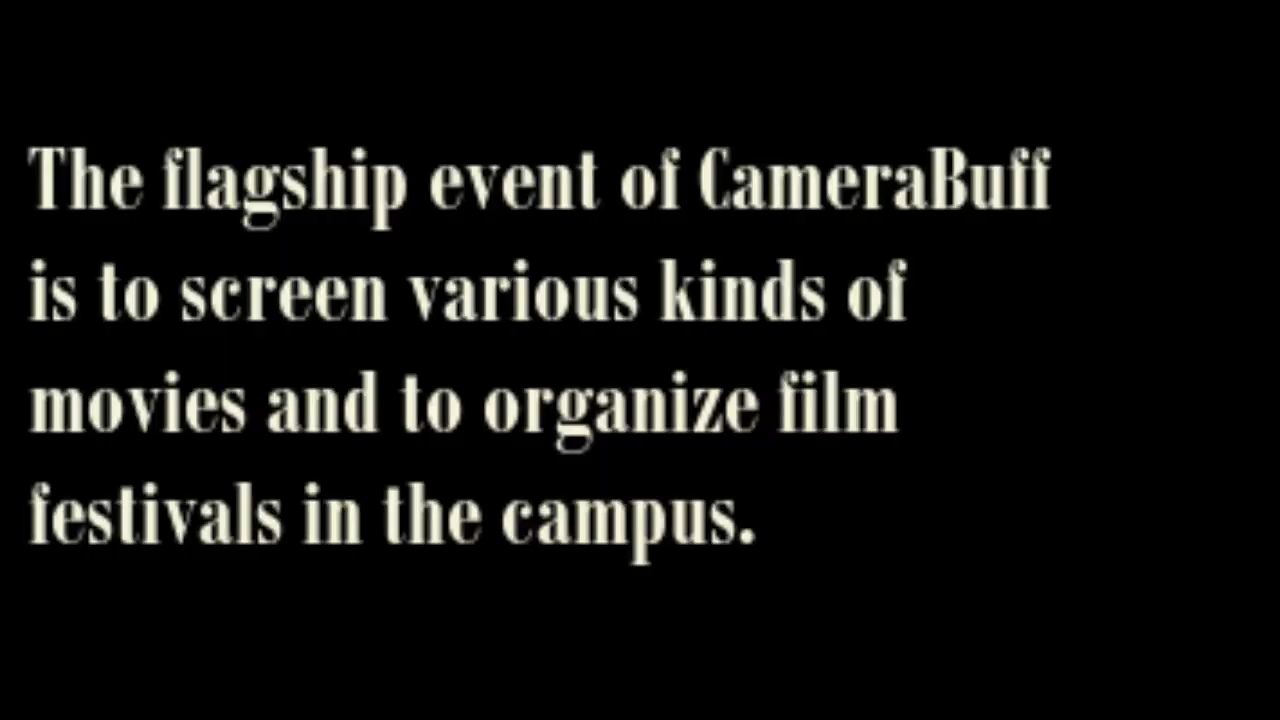 The flagship event of CameraBuff
is to screen various kinds of
movies and to organize film
festivals in the campus.